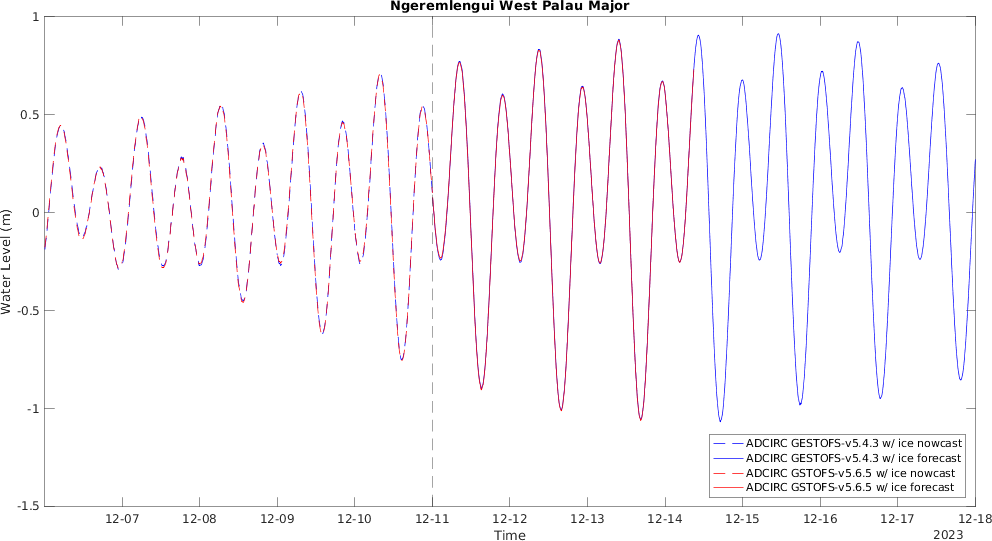 Ngeremlengui West Palau Major
1
0.5
0
-0.5
-1
-1.5
Water Level (m)
ADCIRC GESTOFS-v5.4.3 w/ ice nowcast
ADCIRC GESTOFS-v5.4.3 w/ ice forecast
ADCIRC GSTOFS-v5.6.5 w/ ice nowcast
ADCIRC GSTOFS-v5.6.5 w/ ice forecast
12-07 12-08 12-09 12-10 12-11 12-12 12-13 12-14 12-15 12-16 12-17 12-18
Time
2023